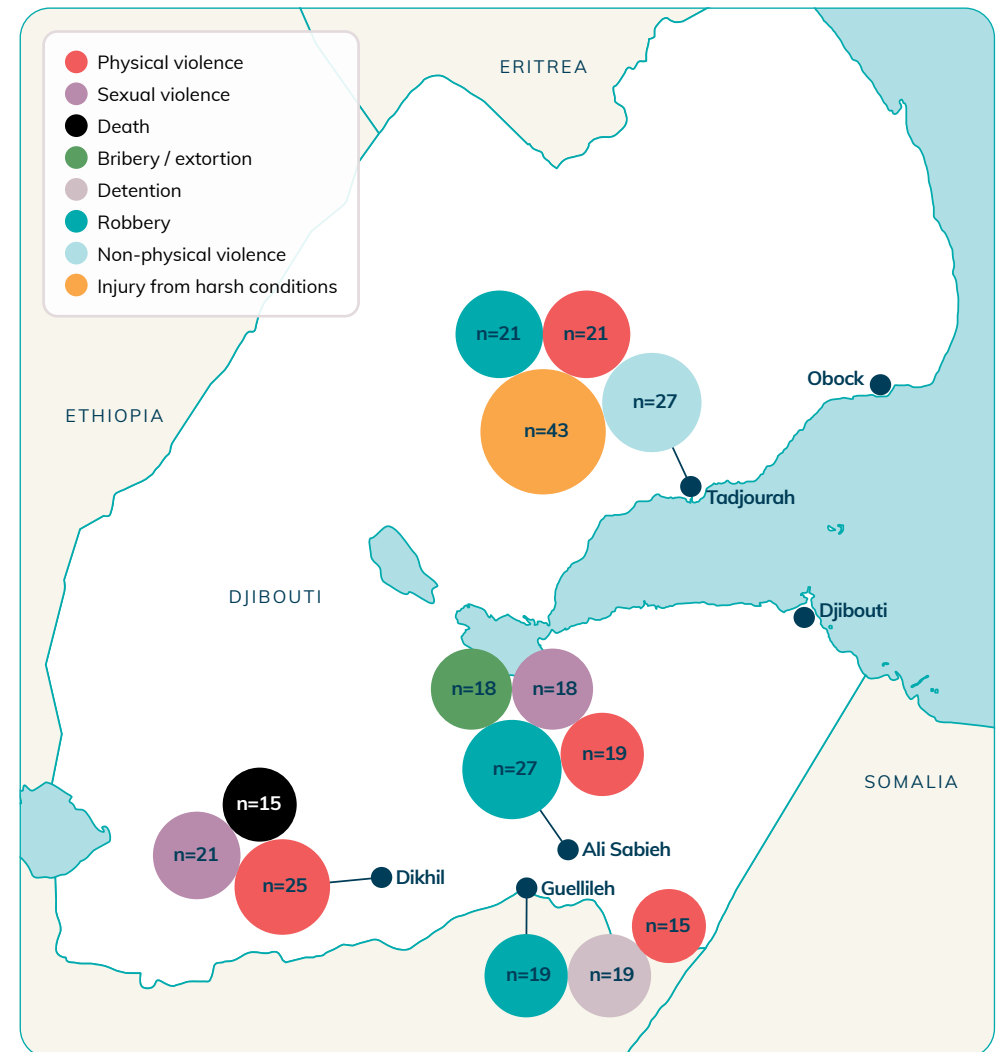 Physical violence
Sexual violence
Death
Bribery / extortion
Detention
Robbery
Non-physical violence
Injury from harsh conditions
ERITREA
n=21
n=21
Obock
n=27
ETHIOPIA
n=43
Tadjourah
DJIBOUTI
Djibouti
n=18
n=18
n=19
n=27
SOMALIA
n=15
Ali Sabieh
n=21
Dikhil
n=25
Guellileh
n=15
n=19
n=19